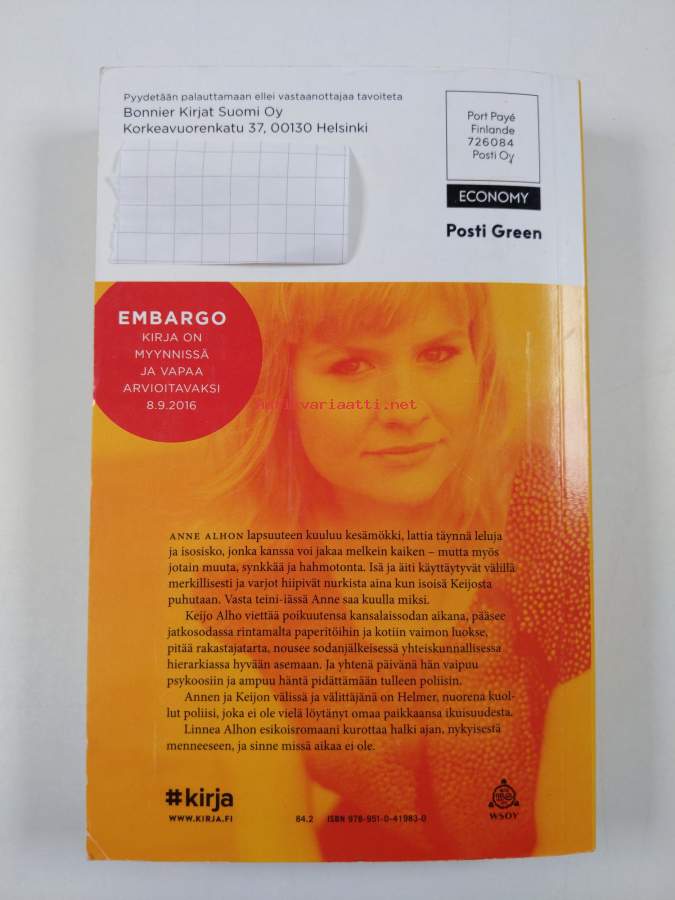 Pyydetään palauttamaan ellei vastaanottajaa tavoiteta
Bonnier Kirjat Suomi Oy
Korkeavuorenkatu 37, 00130 Helsinki
Port Payé
Finlande
726084
Posti Oy
ECONOMY
Posti Green
EMBARGO
KIRJA ON
MYYNNISSÄ
JA VAPAA
ARVIOITAVAKSI
8.9.2016
Antikvariaatti.net
ANNE ALHON lapsuuteen kuuluu kesämökki, lattia täynnä leluja
ja isosisko, jonka kanssa voi jakaa melkein kaiken – mutta myös
jotain muuta, synkkää ja hahmotonta. Isä ja äiti käyttäytyvät välillä
merkillisesti ja varjot hiipivät nurkista aina kun isoisä Keijosta
puhutaan. Vasta teini-iässä Anne saa kuulla miksi.
Keijo Alho viettää poikuutensa kansalaissodan aikana, pääsee
jatkosodassa rintamalta paperitöihin ja kotiin vaimon luokse,
pitää rakastajatarta, nousee sodanjälkeisessä yhteiskunnallisessa
hierarkiassa hyvään asemaan. Ja yhtenä päivänä hän vaipuu
psykoosiin ja ampuu häntä pidättämään tulleen poliisin.
Annen ja Keijon välissä ja välittäjänä on Helmer, nuorena kuol-
lut poliisi, joka ei ole vielä löytänyt omaa paikkaansa ikuisuudesta.
Linnea Alhon esikoisromaani kurottaa halki ajan, nykyisestä
menneeseen, ja sinne missä aikaa ei ole.
#kirja
WWW.KIRJA.FI
84.2 ISBN 978-951-0-41983-0
WSOY